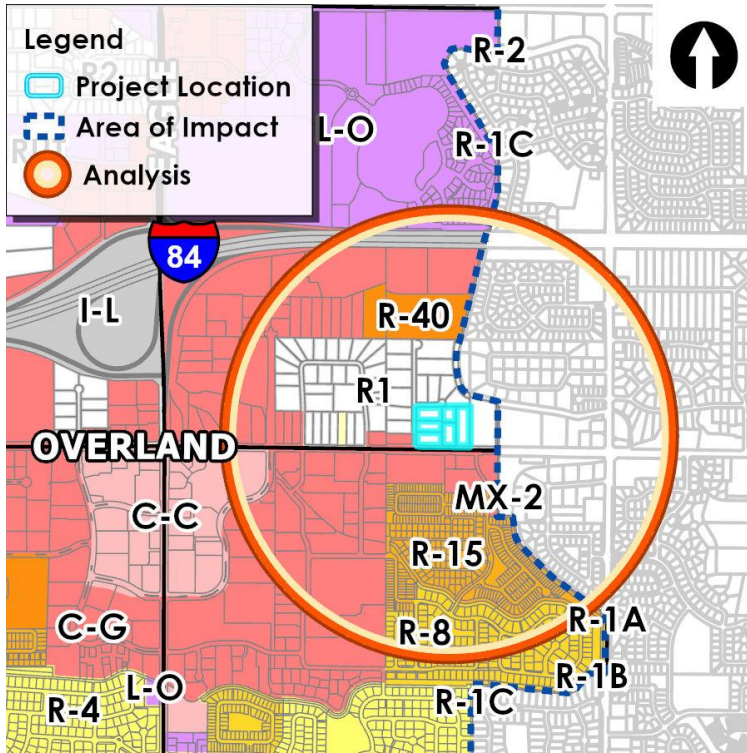 Legend
Project Location
Area of Impact
Analysis
R-2
L-O
R-1C
84
I-L
R-40
R1
OVERLAND
C-C
MX-2
R-15
C-G
R-8
R-1A
L-O
R-1B
R-4
R-1C